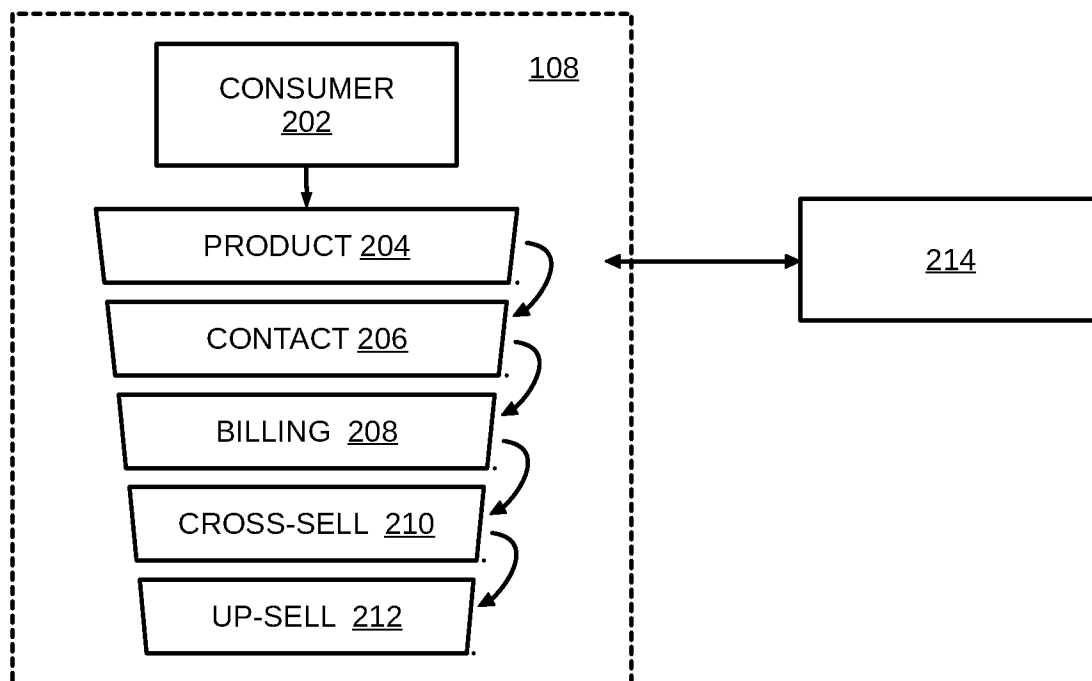 108
CONSUMER
202
PRODUCT 204
214
CONTACT 206
BILLING 208
CROSS-SELL 210
UP-SELL 212